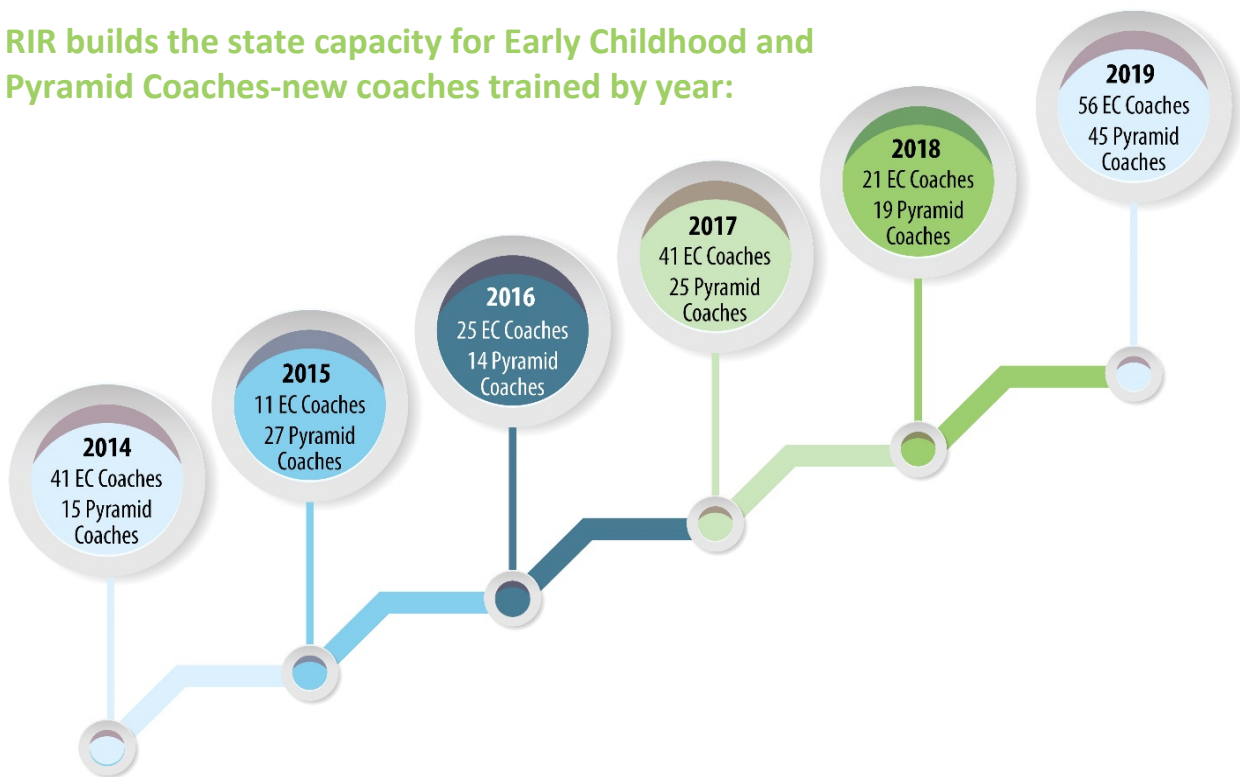 RIR builds the state capacity for Early Childhood and
Pyramid Coaches-new coaches trained by year:
2014
41 EC Coaches
15 Pyramid
Coaches
2015
11 EC Coaches
27 Pyramid
Coaches
2016
25 EC Coaches
14 Pyramid
Coaches
2017
41 EC Coaches
25 Pyramid
Coaches
2018
21 EC Coaches
19 Pyramid
Coaches
2019
56 EC Coaches
45 Pyramid
Coaches